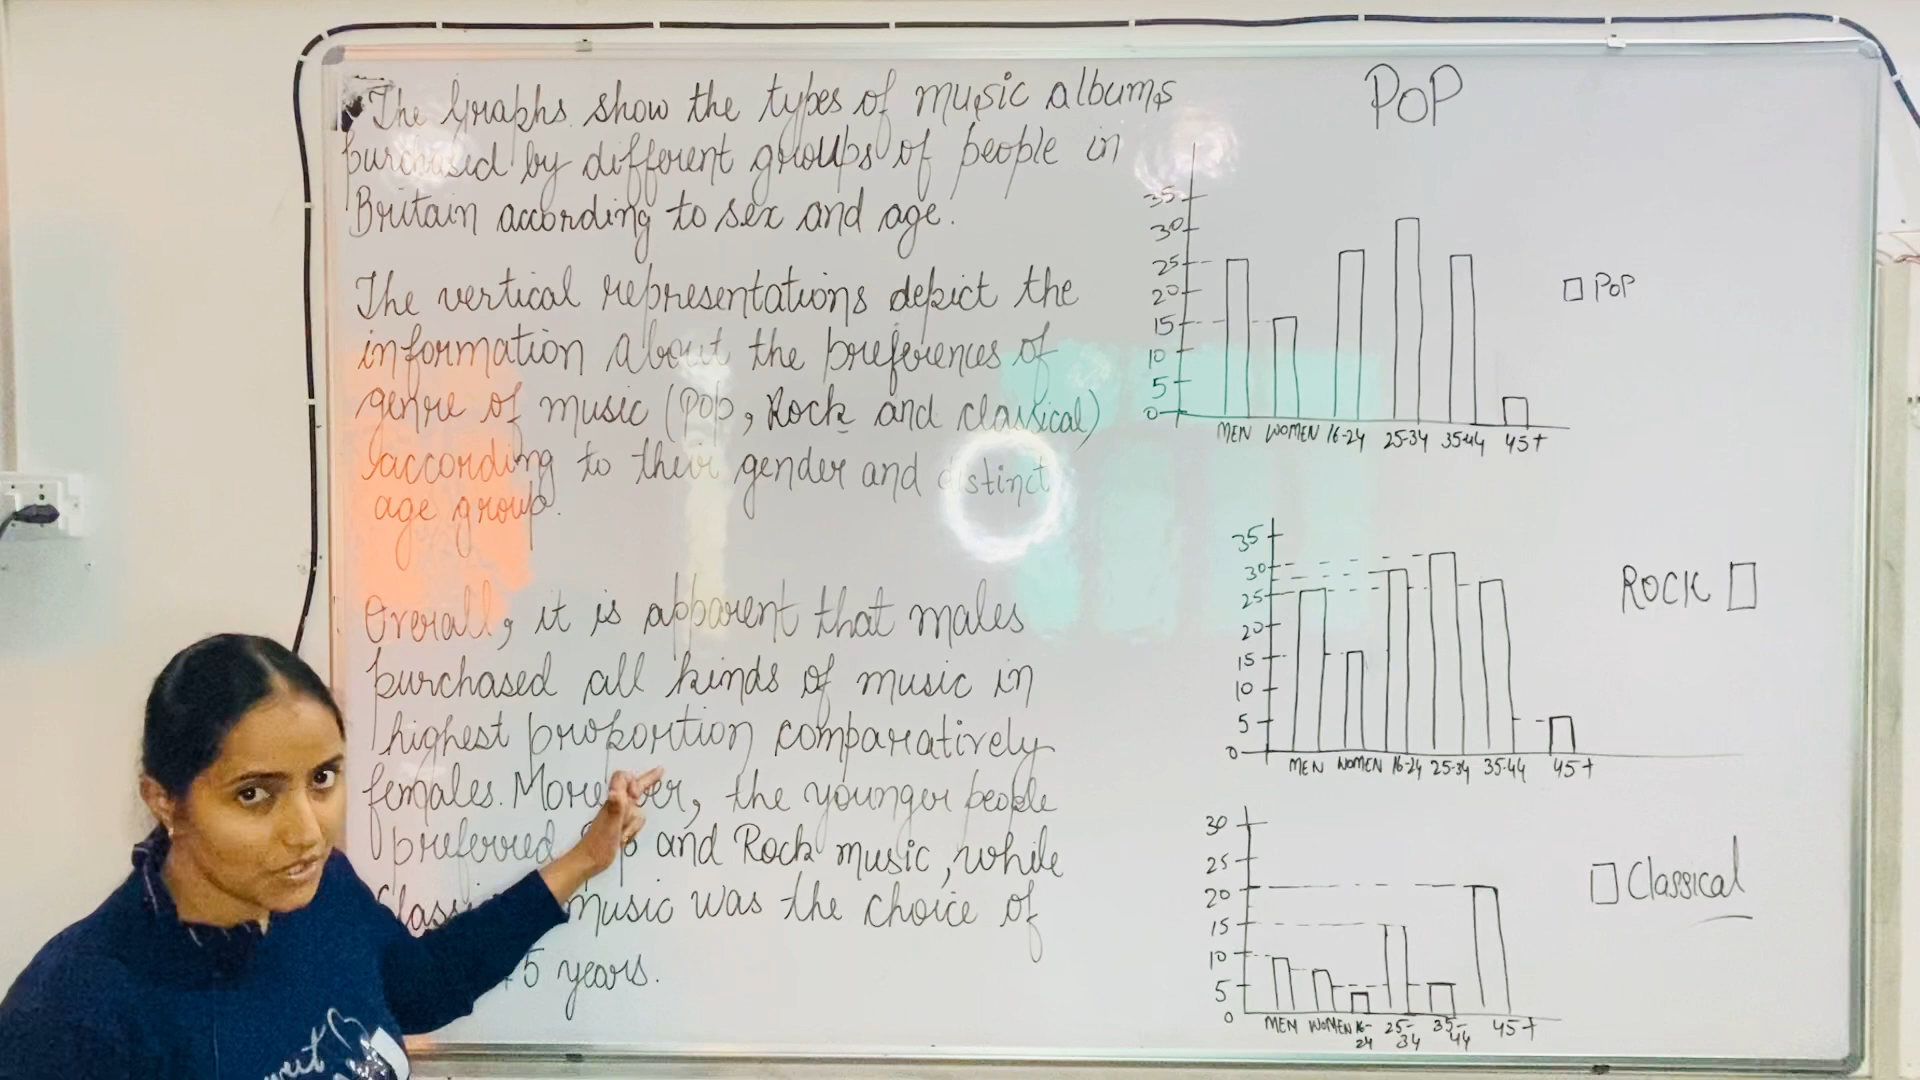 The Graphs show the types of music albums
purchased by different groups of people in
Britain according to sex and age.
The vertical representations depict the
information about the preferences of
genre of music (Pop, Rock and classical)
according to their gender and distinct
age group.
Overall, it is apparent that males
purchased all kinds of music in
highest proportion comparatively
females. Moreover, the younger people
preferred and Rock music, while
music was the choice of
45 years.
POP
35
30
25
20
15
10
5
0
MEN WOMEN 16-24 25-34 35-44 45+
POP
35
30
25
20
15
10
5
0
MEN WOMEN 16-24 25-34 35-44 45+
ROCK
30
25
20
15
10
5
0
MEN WOMEN 16-24 25-34 35-44 45+
Classical